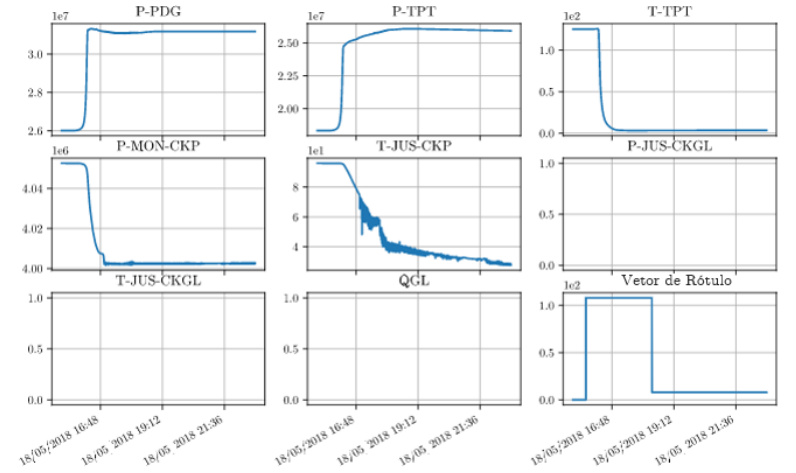 P-PDG P-TPT T-TPT
1e7 1e7 1e2
3.0 2.50 1.0
2.8 2.25 0.5
2.6 2.00 0.0
P-MON-CKP T-JUS-CKP P-JUS-CKGL
1e6 1e1
4.04 8 1.0
4.02 6 0.5
4.00 4 0.0
T-JUS-CKGL QGL Vetor de Rótulo
1e2
1.0 1.0 1.0
0.5 0.5 0.5
0.0 0.0 0.0
18/05/2018 16:48 18/05/2018 19:12 18/05/2018 21:36 18/05/2018 16:48 18/05/2018 19:12 18/05/2018 21:36 18/05/2018 16:48 18/05/2018 19:12 18/05/2018 21:36